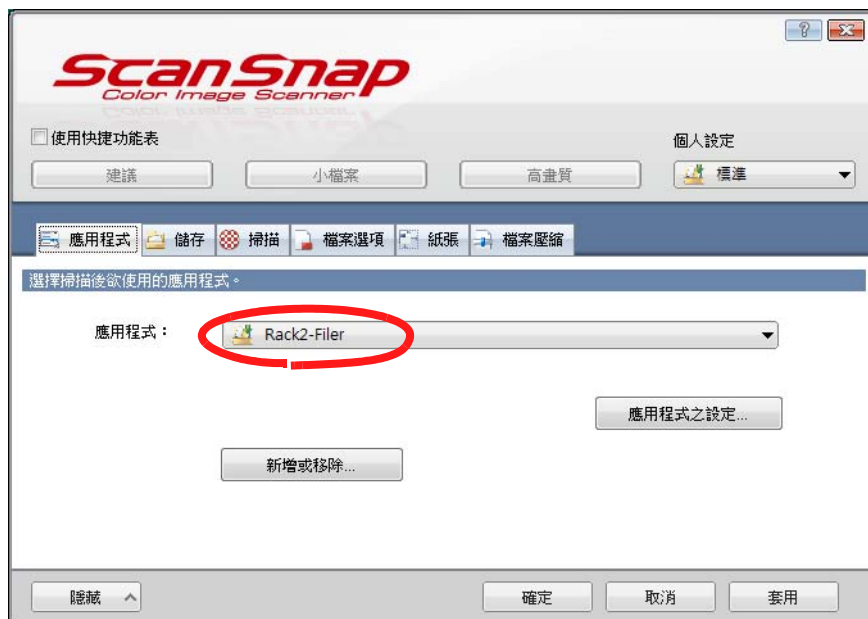 ScanSnap
Color Image Scanner
使用快捷功能表
個人設定
建議
小檔案
高畫質
標準
應用程式
儲存
掃描
檔案選項
紙張
檔案壓縮
選擇掃描後欲使用的應用程式。
應用程式：
Rack2-Filer
應用程式之設定...
新增或移除...
隱藏
確定
取消
套用